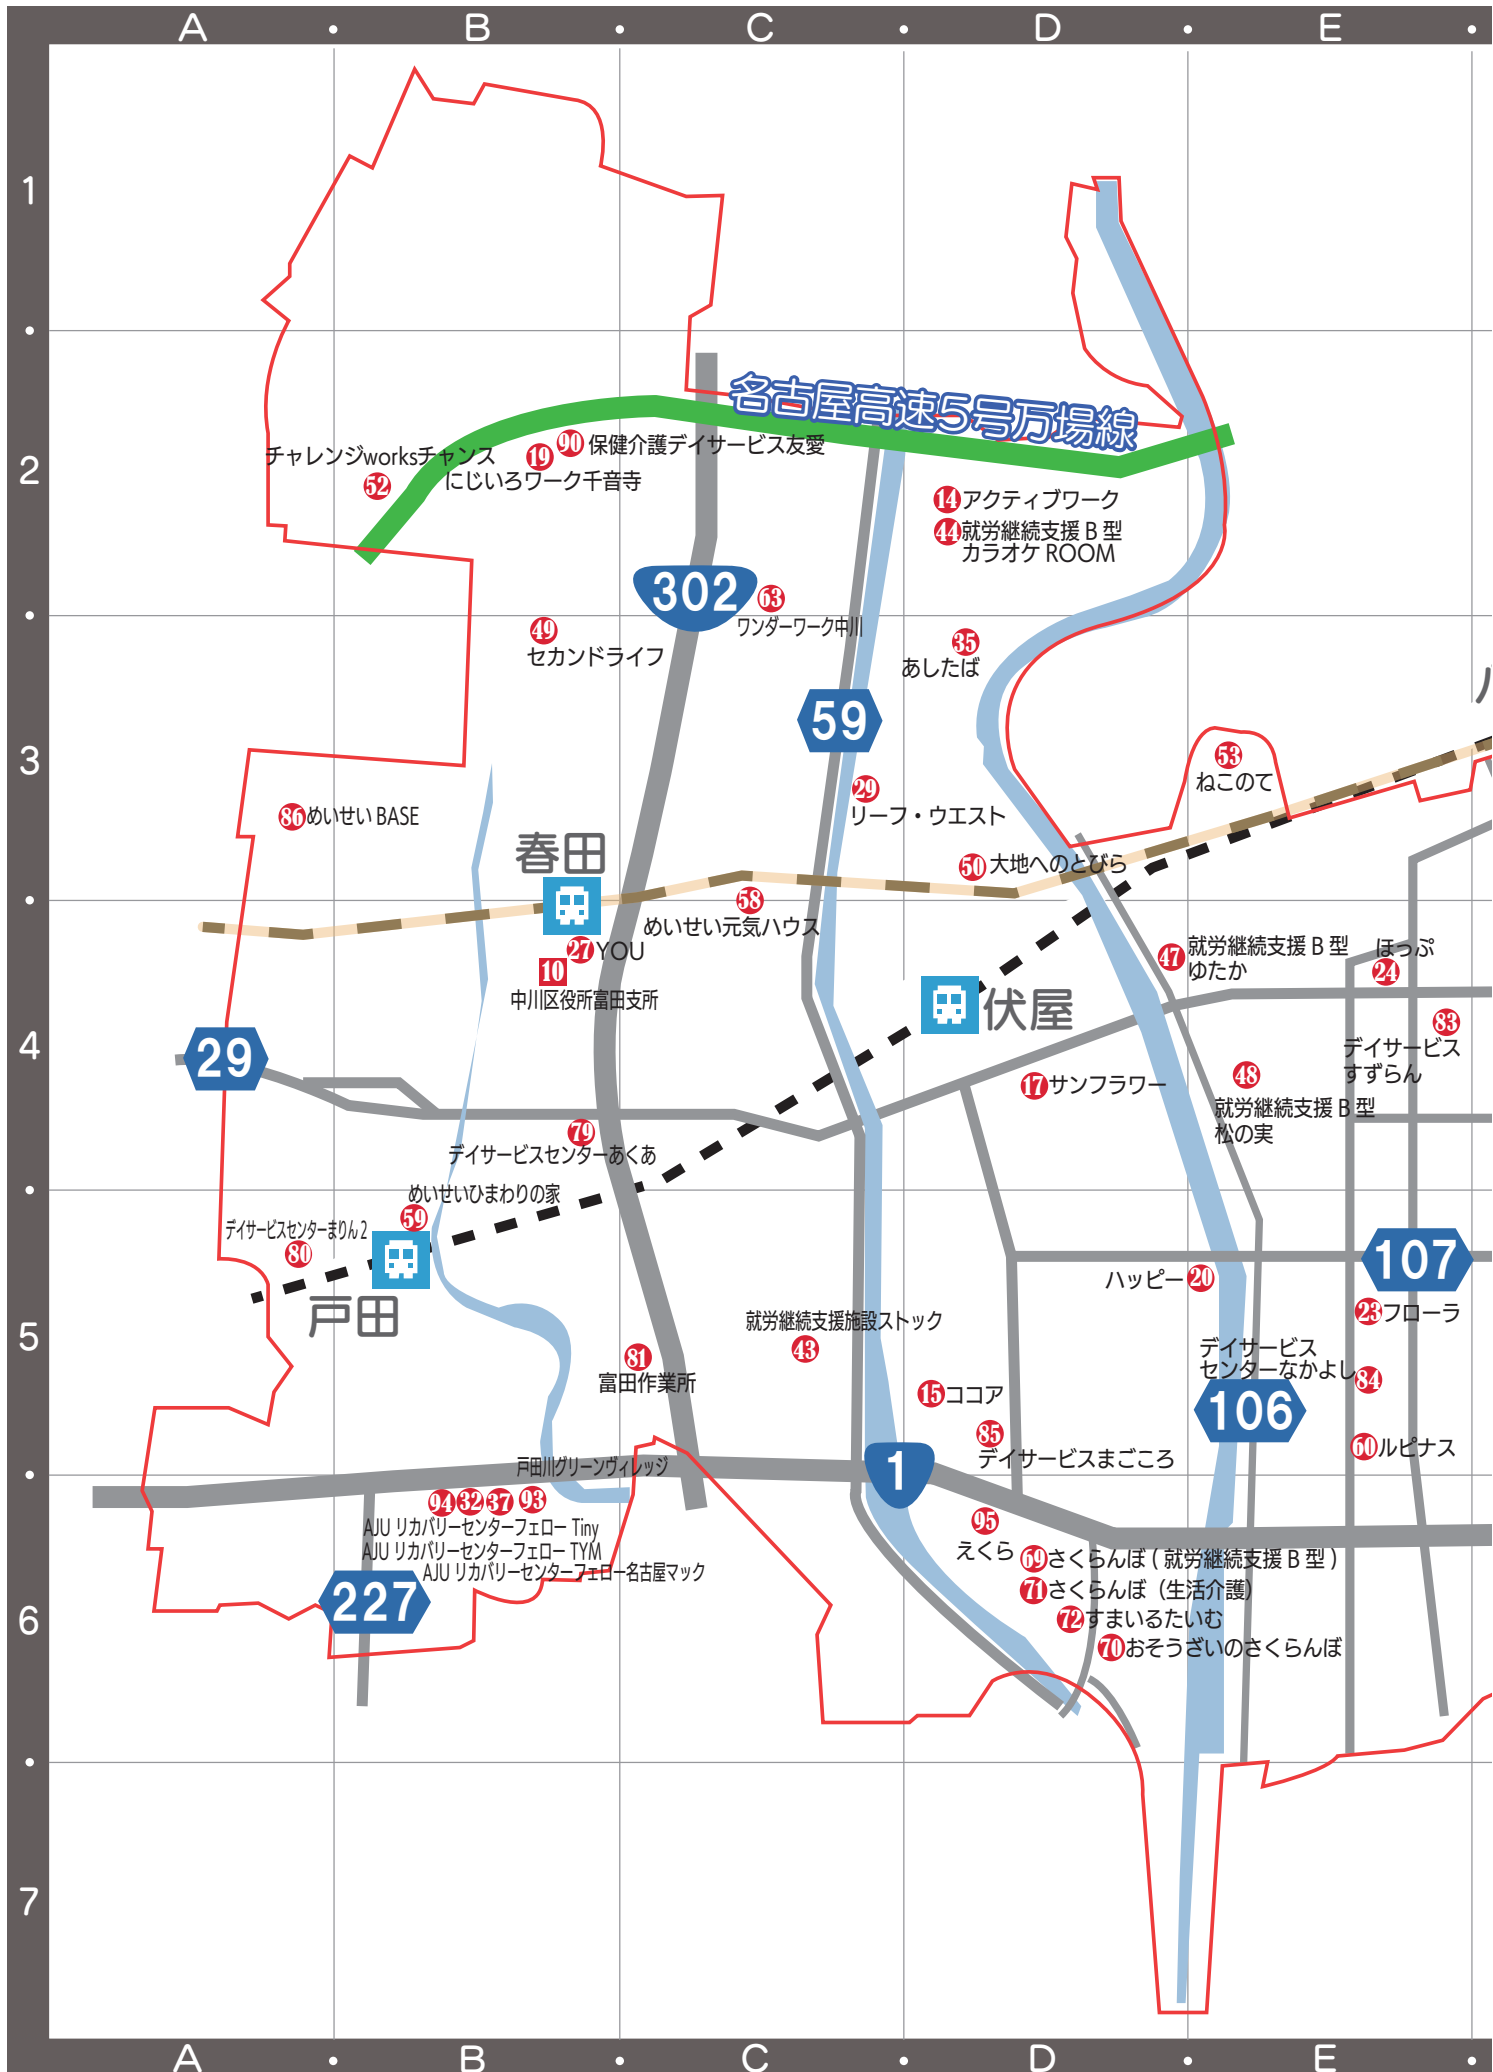 A
B
C
D
E
1
名古屋高速5号万場線
2
チャレンジworksチャンス
52
19
90 保健介護デイサービス友愛
にじいろワーク千音寺
14 アクティブワーク
44 就労継続支援 B 型
カラオケ ROOM
302
63
ワンダーワーク中川
49
セカンドライフ
35
あしたば
59
3
53
ねこのて
86 めいせい BASE
29
リーフ・ウエスト
春田
50 大地へのとびら
58
めいせい元気ハウス
27 YOU
10
中川区役所富田支所
47 就労継続支援 B 型
ゆたか
ほっぷ
24
伏屋
4
29
83
デイサービス
すずらん
17 サンフラワー
48
就労継続支援 B 型
松の実
79
デイサービスセンターあくあ
めいせいひまわりの家
59
デイサービスセンターまりん2
80
戸田
107
ハッピー 20
5
23 フローラ
就労継続支援施設ストック
43
81
富田作業所
デイサービス
センターなかよし
84
15 ココア
106
85
デイサービスまごころ
60 ルピナス
1
戸田川グリーンヴィレッジ
94 32 37 93
AJU リカバリーセンターフェロー Tiny
AJU リカバリーセンターフェロー TYM
AJU リカバリーセンターフェロー名古屋マック
227
95
えくら
69 さくらんぼ ( 就労継続支援 B 型 )
71 さくらんぼ（生活介護）
72 すまいるたいむ
70 おそうざいのさくらんぼ
6
7
A
B
C
D
E